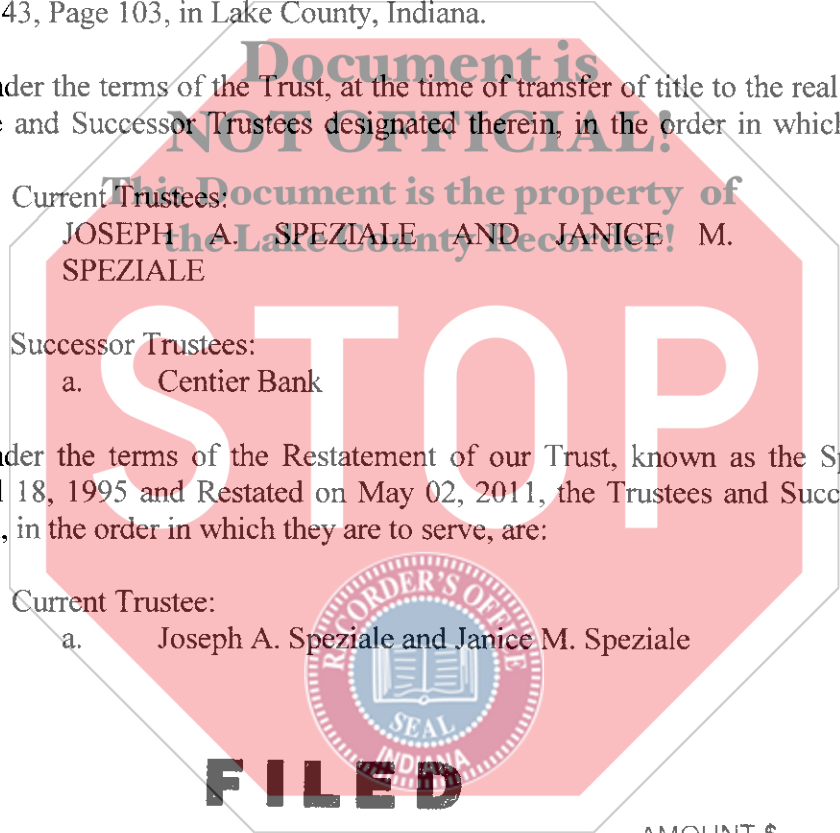 43, Page 103, in Lake County, Indiana.
Document is
nder the terms of the Trust, at the time of transfer of title to the real
NOT OFFICIAL!
e and Successor Trustees designated therein, in the order in which
This Document is the property of
Current Trustees:
the Lake County Recorder!
JOSEPH A. SPEZIALE AND JANICE M.
SPEZIALE
STOP
Successor Trustees:
a. Centier Bank
nder the terms of the Restatement of our Trust, known as the Sp
l 18, 1995 and Restated on May 02, 2011, the Trustees and Succ
, in the order in which they are to serve, are:
Current Trustee:
a. Joseph A. Speziale and Janice M. Speziale
RECORDER'S OFFICE
SEAL
INDIANA
FILED
AMOUNT $